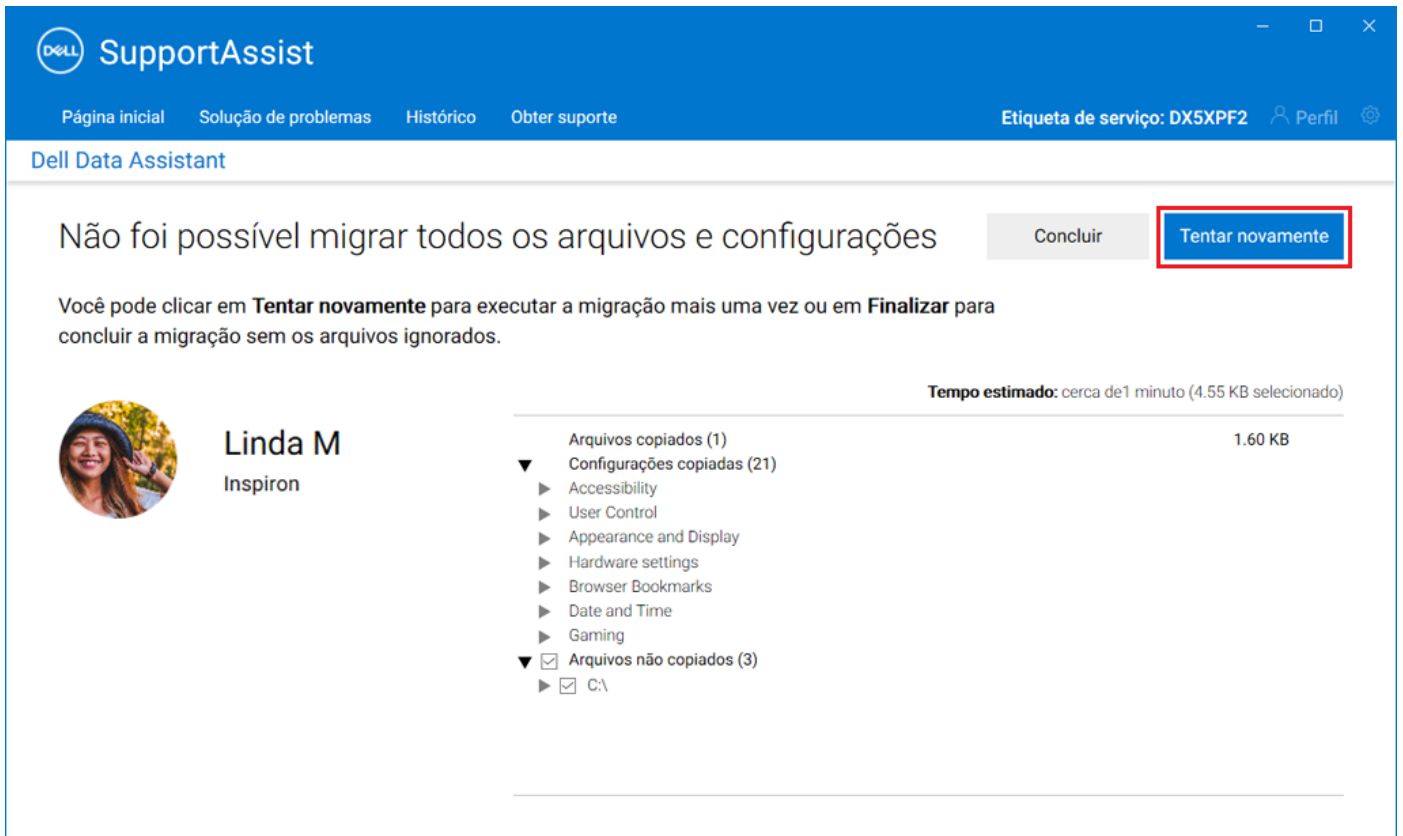 DELL SupportAssist
Página inicial Solução de problemas Histórico Obter suporte Etiqueta de serviço: DX5XPF2 Perfil
Dell Data Assistant
Não foi possível migrar todos os arquivos e configurações Concluir Tentar novamente
Você pode clicar em Tentar novamente para executar a migração mais uma vez ou em Finalizar para
concluir a migração sem os arquivos ignorados.
Tempo estimado: cerca de1 minuto (4.55 KB selecionado)
Linda M
Inspiron
Arquivos copiados (1) 1.60 KB
Configurações copiadas (21)
Accessibility
User Control
Appearance and Display
Hardware settings
Browser Bookmarks
Date and Time
Gaming
Arquivos não copiados (3)
C:\